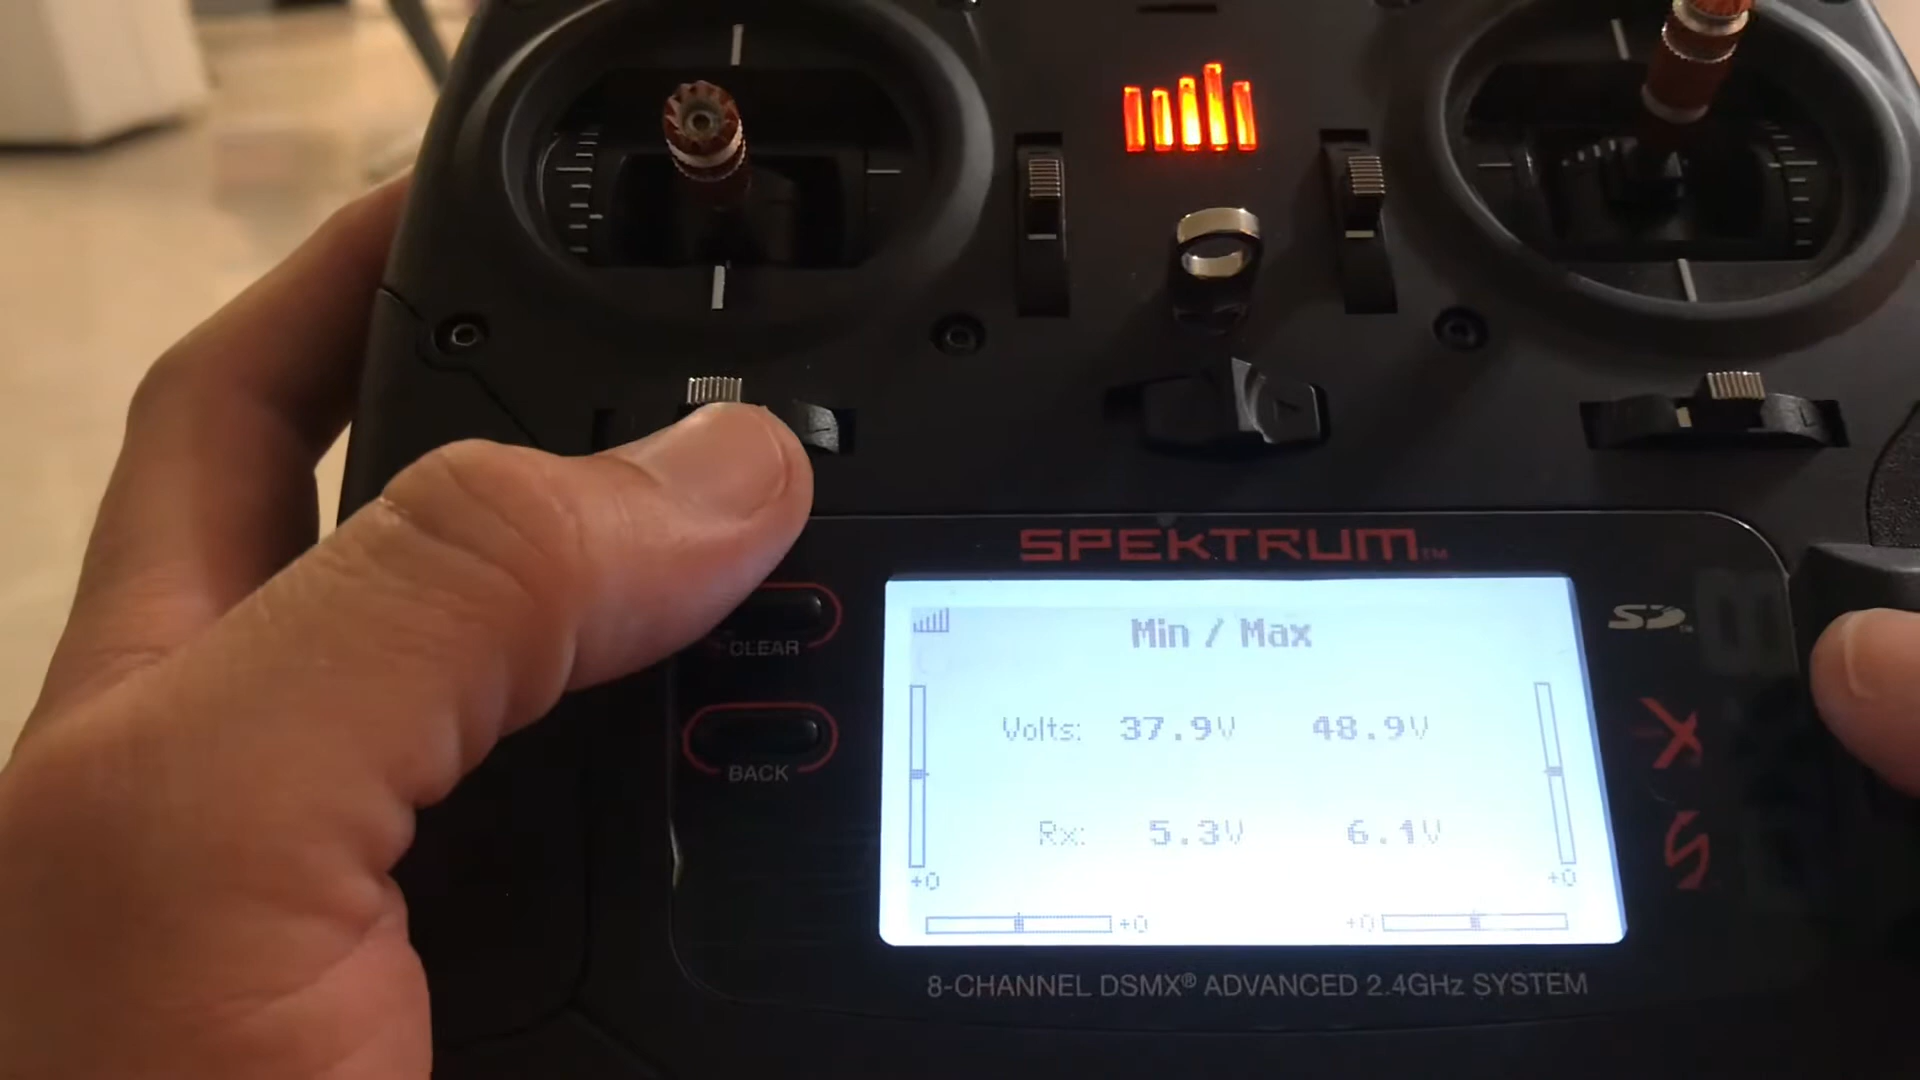 SPEKTRUM™
Min / Max
Volts: 37.9V 48.9V
Rx: 5.3V 6.1V
+0 +0
+0 +0
CLEAR
BACK
SD
8-CHANNEL DSMX® ADVANCED 2.4GHz SYSTEM